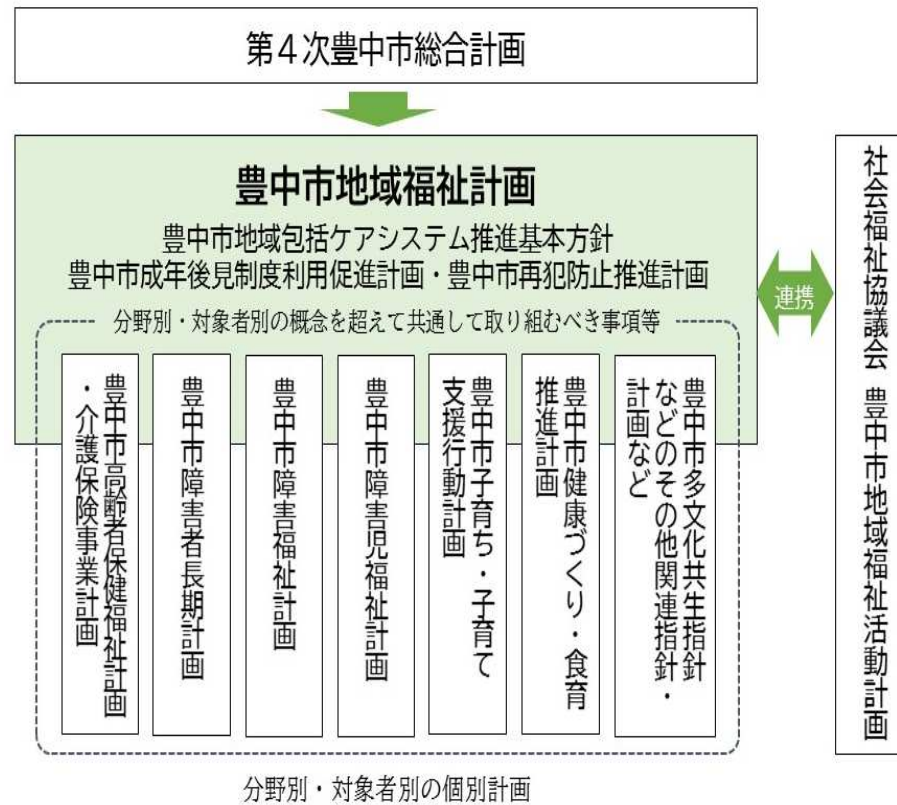 第4次豊中市総合計画
豊中市地域福祉計画
豊中市地域包括ケアシステム推進基本方針
豊中市成年後見制度利用促進計画・豊中市再犯防止推進計画
分野別・対象者別の概念を超えて共通して取り組むべき事項等
豊中市高齢者保健福祉計画
・介護保険事業計画
豊中市障害者長期計画
豊中市障害福祉計画
豊中市障害児福祉計画
豊中市子育ち・子育て
支援行動計画
豊中市健康づくり・食育
推進計画
豊中市多文化共生指針
などのその他関連指針・
計画など
分野別・対象者別の個別計画
連携
社会福祉協議会 豊中市地域福祉活動計画